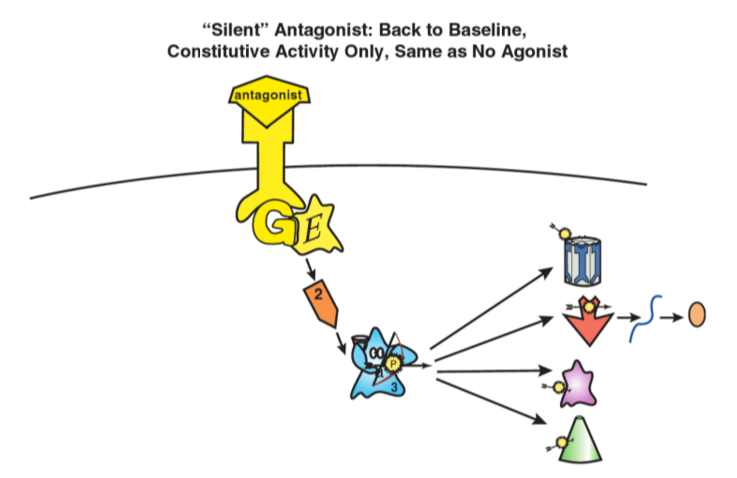 “Silent” Antagonist: Back to Baseline,
Constitutive Activity Only, Same as No Agonist
antagonist
G E
2
P
3